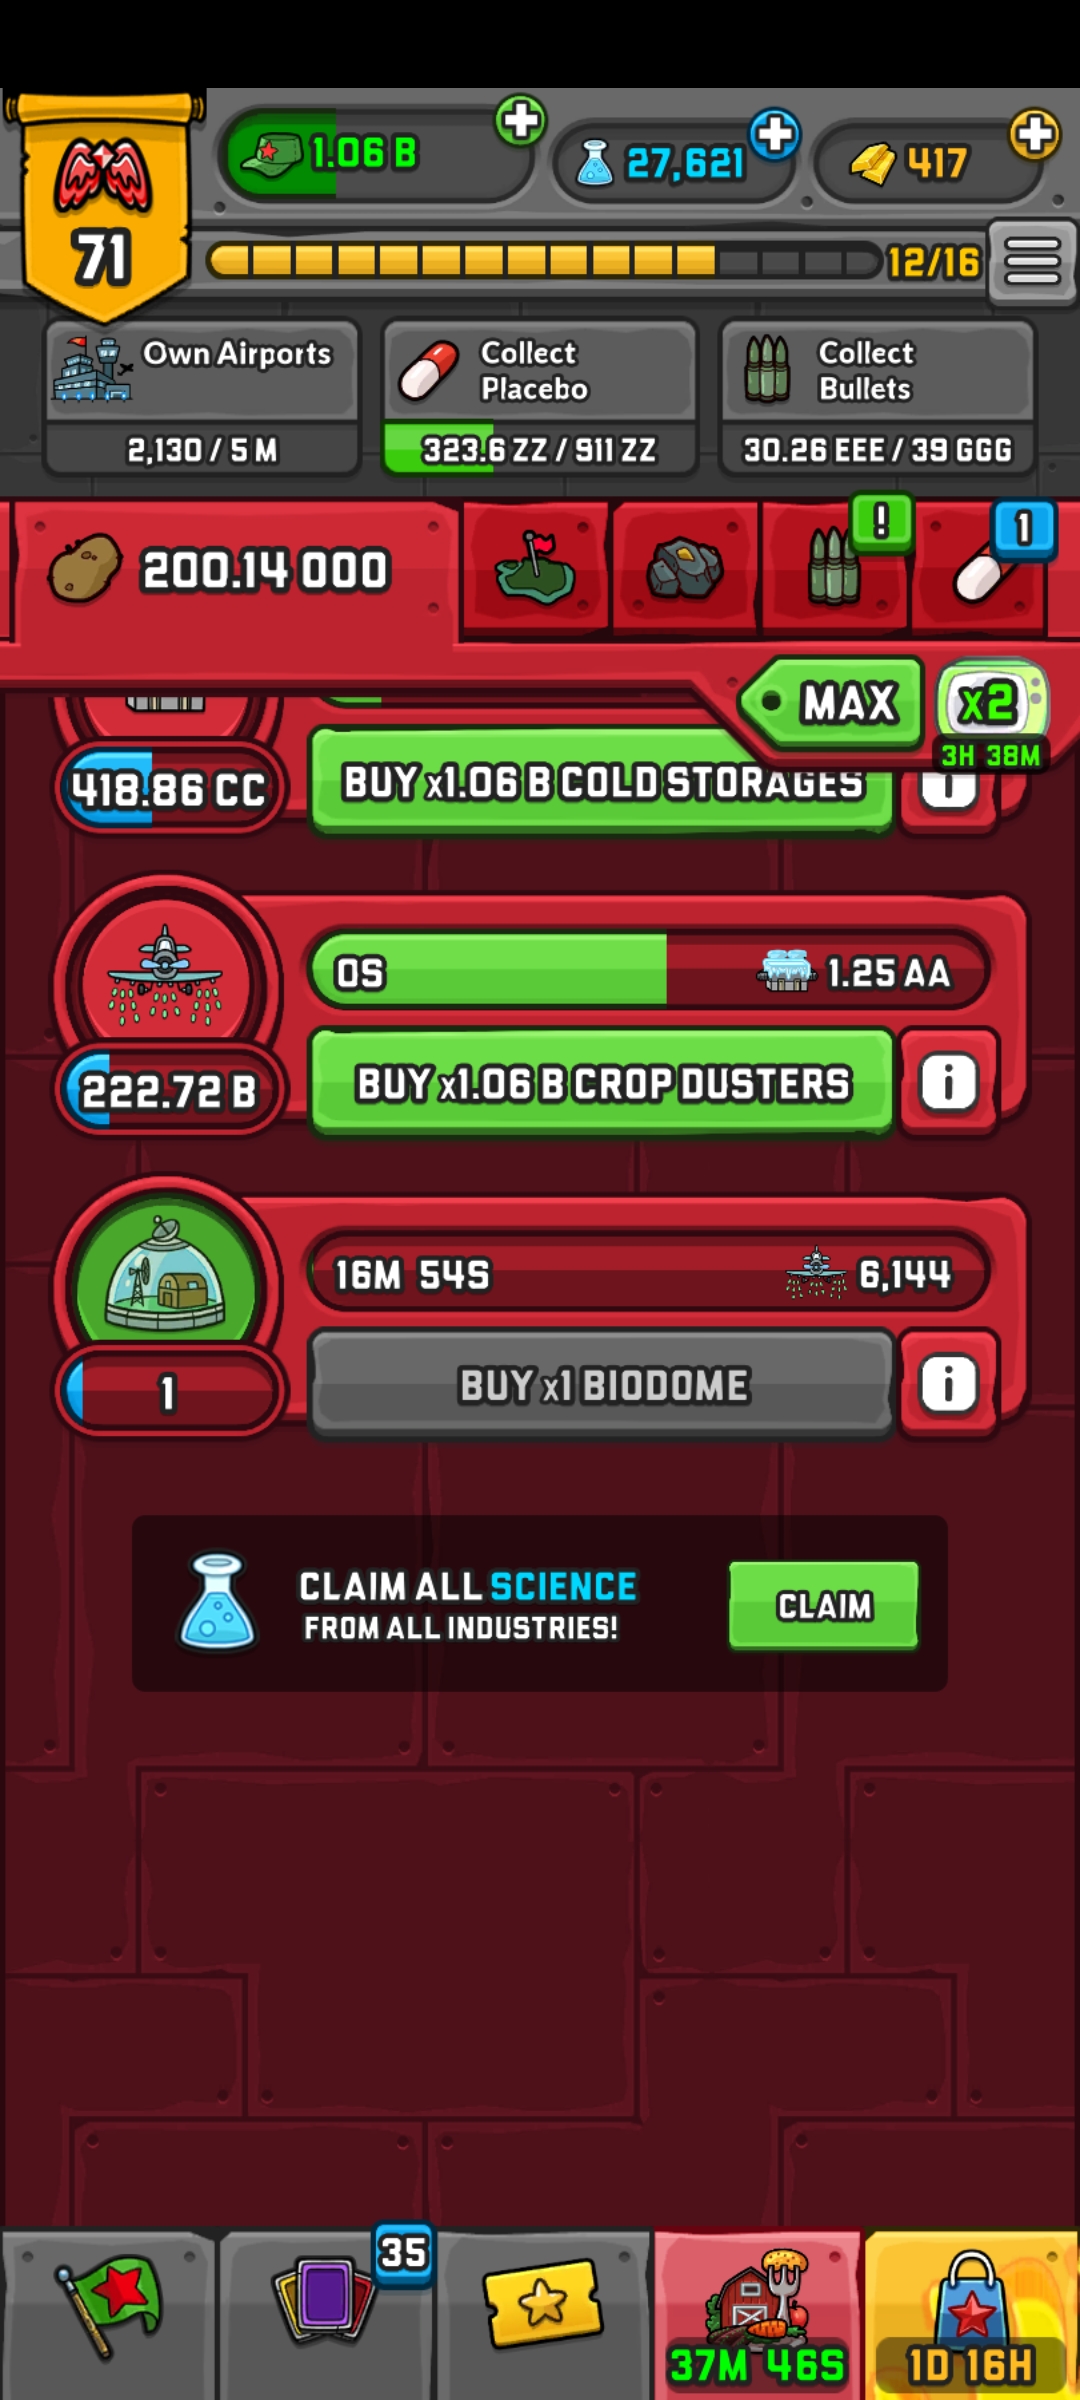 1.06 B
27,621
417
71
12/16
Own Airports
2,130 / 5 M
Collect
Placebo
323.6 ZZ / 911 ZZ
Collect
Bullets
30.26 EEE / 39 GGG
200.14 000
!
1
MAX
x2
3H 38M
418.86 CC
BUY x1.06 B COLD STORAGES
i
0S
1.25 AA
222.72 B
BUY x1.06 B CROP DUSTERS
i
16M 54S
6,144
1
BUY x1 BIODOME
i
CLAIM ALL SCIENCE
FROM ALL INDUSTRIES!
CLAIM
35
37M 46S
1D 16H